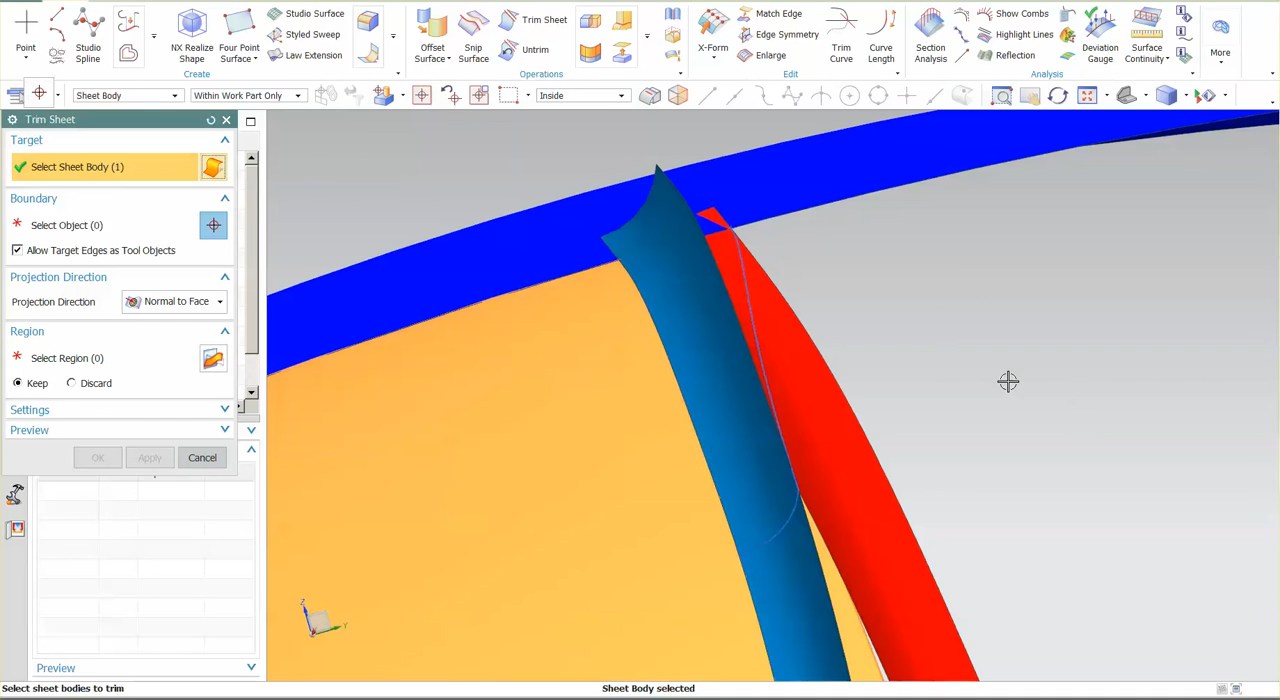 Point
Studio Spline
NX Realize Shape
Four Point Surface
Studio Surface
Styled Sweep
Law Extension
Create
Offset Surface
Snip Surface
Trim Sheet
Untrim
Operations
X-Form
Match Edge
Edge Symmetry
Enlarge
Trim Curve
Curve Length
Edit
Section Analysis
Show Combs
Highlight Lines
Reflection
Deviation Gauge
Surface Continuity
Analysis
More
Sheet Body
Within Work Part Only
Inside
Trim Sheet
Target
Select Sheet Body (1)
Boundary
* Select Object (0)
Allow Target Edges as Tool Objects
Projection Direction
Projection Direction Normal to Face
Region
* Select Region (0)
Keep Discard
Settings
Preview
OK Apply Cancel
Z
Y
Preview
Select sheet bodies to trim
Sheet Body selected